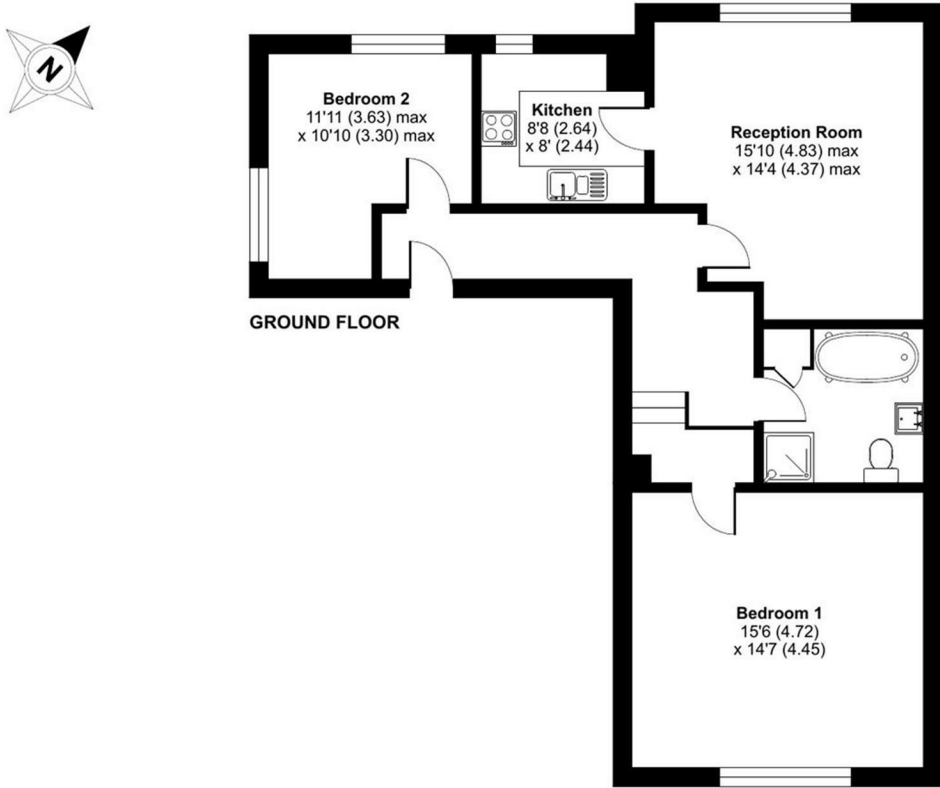 N
Bedroom 2
11'11 (3.63) max
x 10'10 (3.30) max
Kitchen
8'8 (2.64)
x 8' (2.44)
Reception Room
15'10 (4.83) max
x 14'4 (4.37) max
GROUND FLOOR
Bedroom 1
15'6 (4.72)
x 14'7 (4.45)